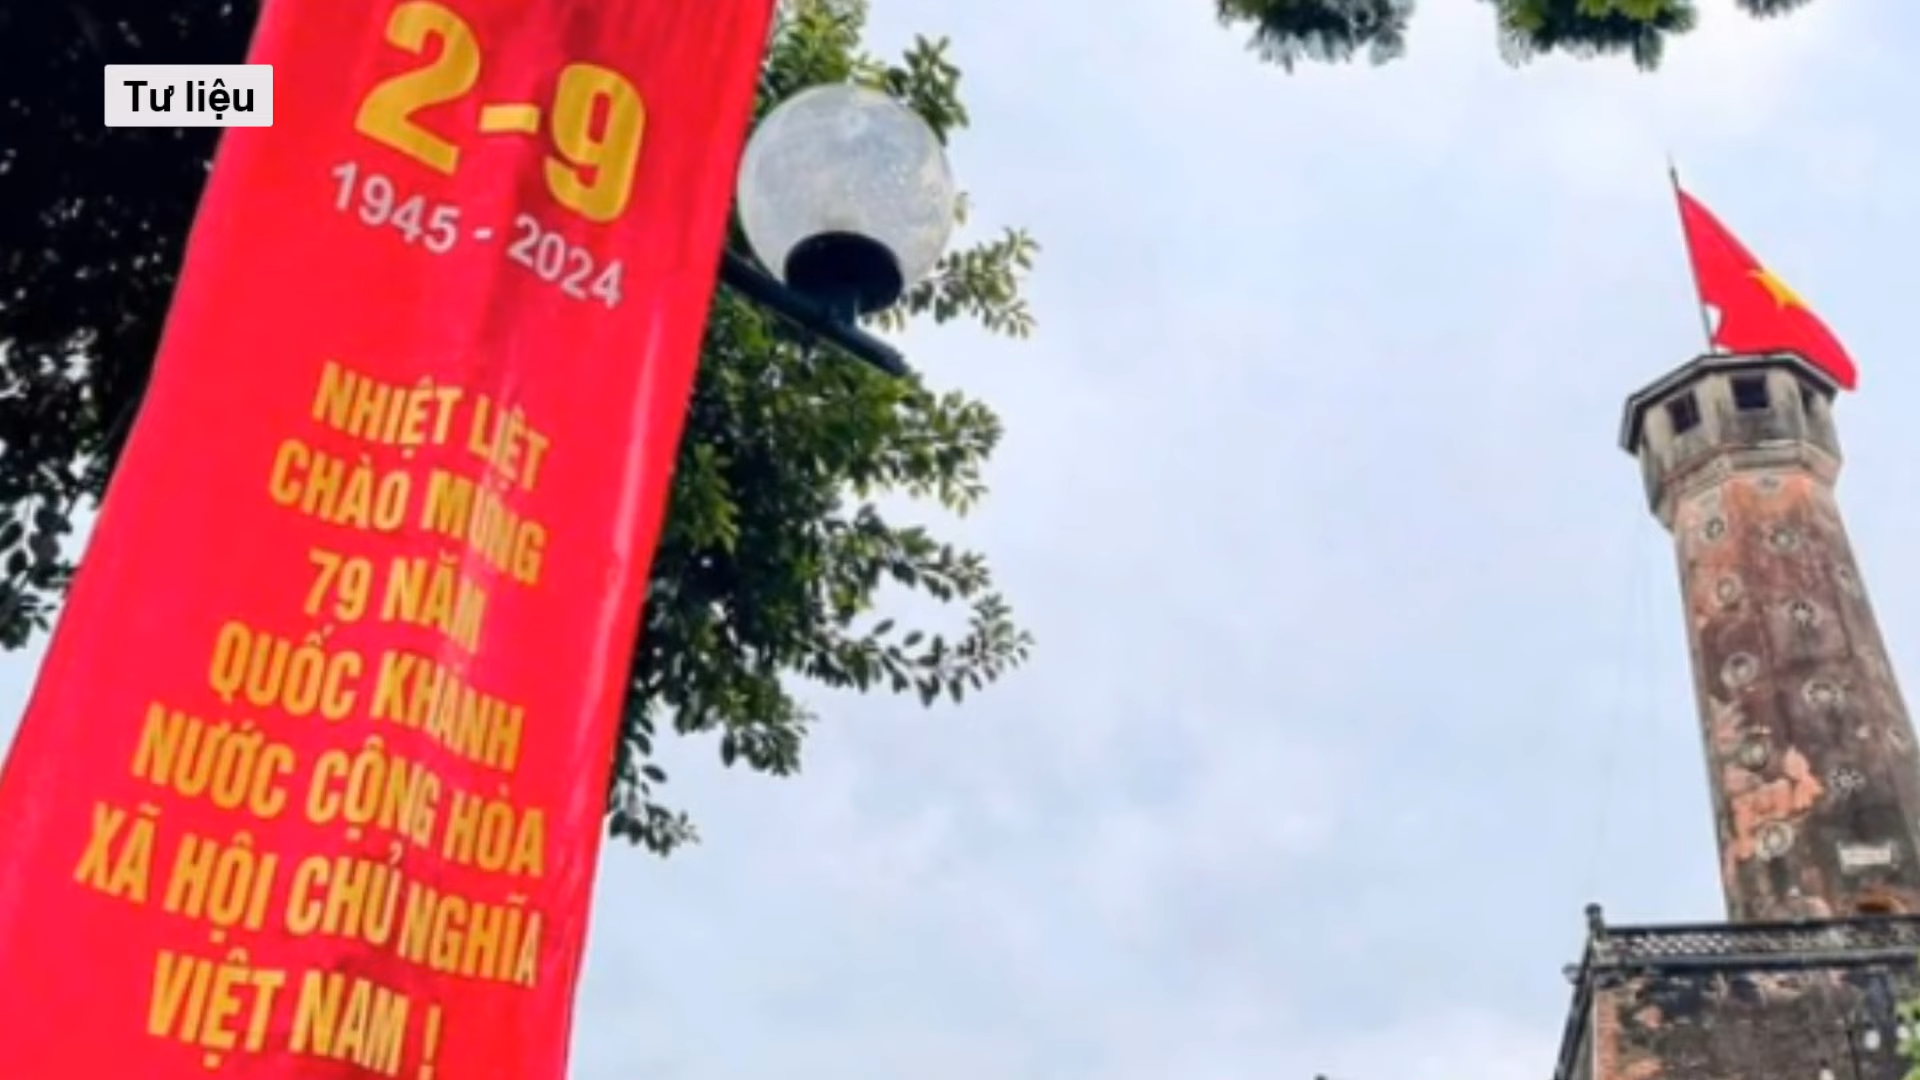 Tư liệu
2-9
1945 - 2024
NHIỆT LIỆT
CHÀO MỪNG
79 NĂM
QUỐC KHÁNH
NƯỚC CỘNG HÒA
XÃ HỘI CHỦ NGHĨA
VIỆT NAM !